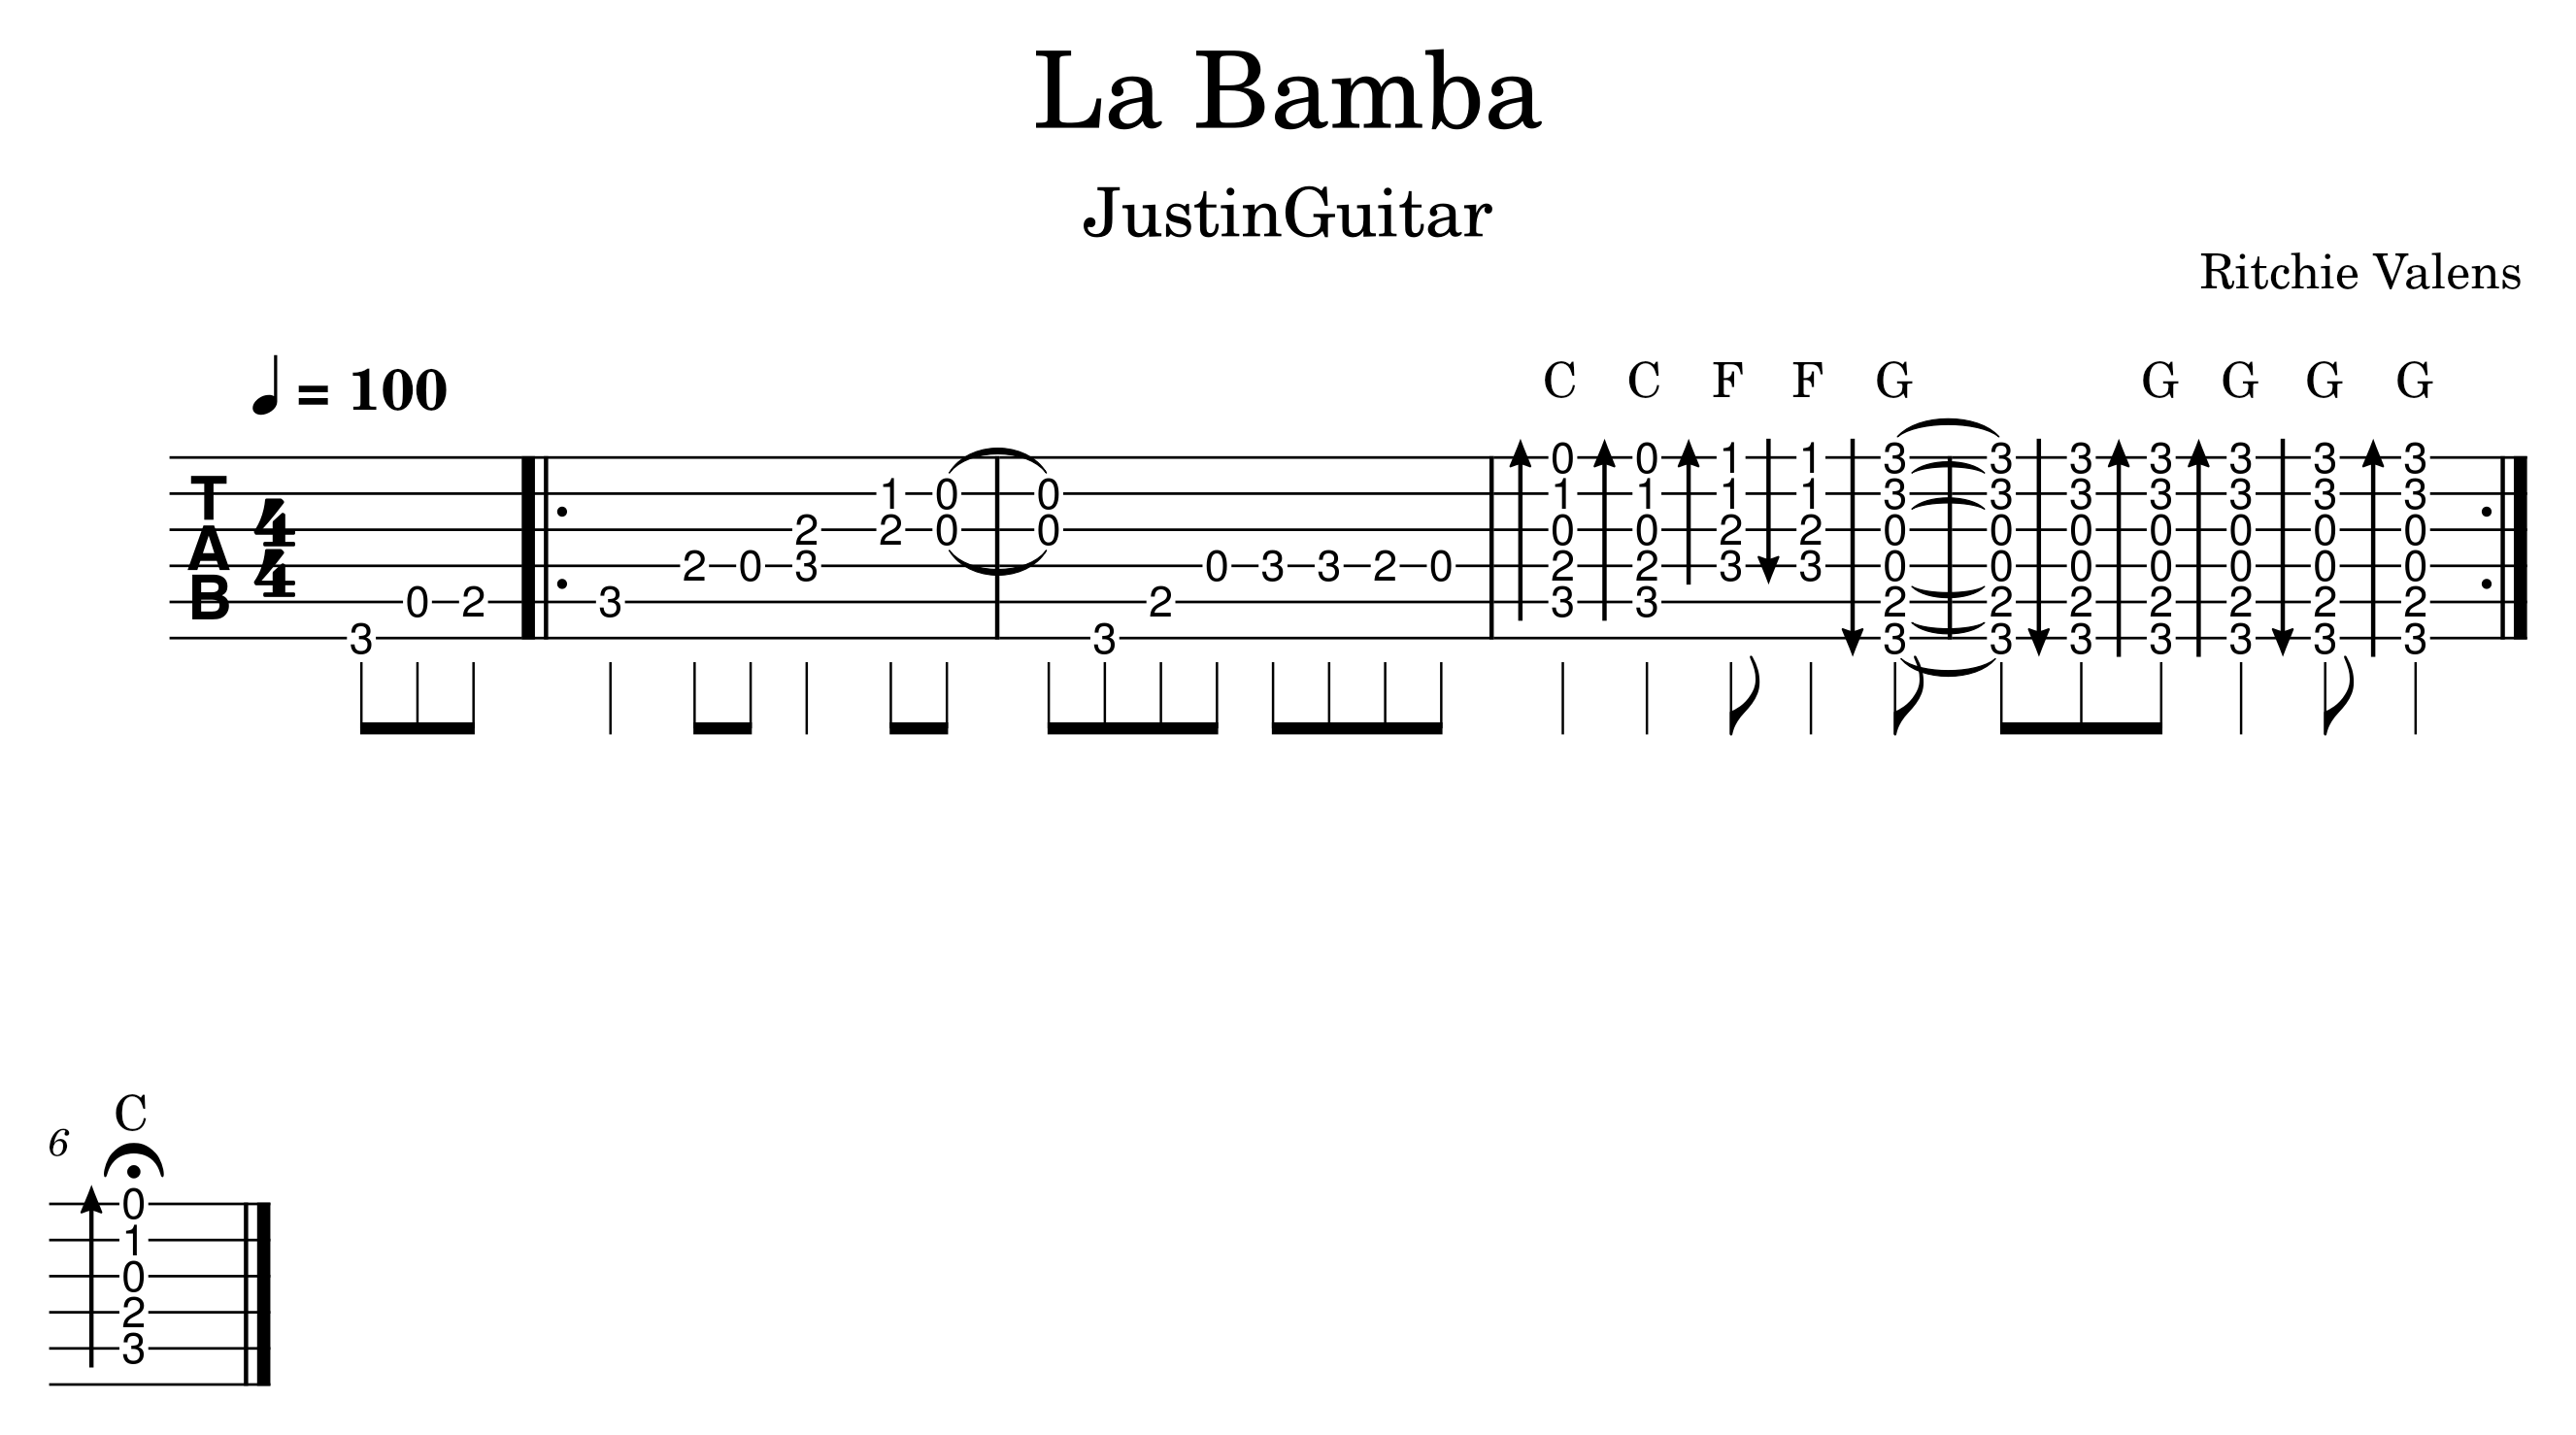 La Bamba
JustinGuitar
Ritchie Valens
♩ = 100
C C F F G G G G G
TAB 4/4
0 0 1 1 3 3 3 3 3 3 3
1 0 0 1 1 1 1 3 3 3 3 3 3 3
2 2 0 0 0 0 2 2 0 0 0 0 0 0 0
2 0 3 0 3 3 2 0 2 2 3 3 0 0 0 0 0 0 0
0 2 3 2 3 3 2 2 2 2 2 2 2
3 3 3 3 3 3 3 3 3
C
6
0
1
0
2
3